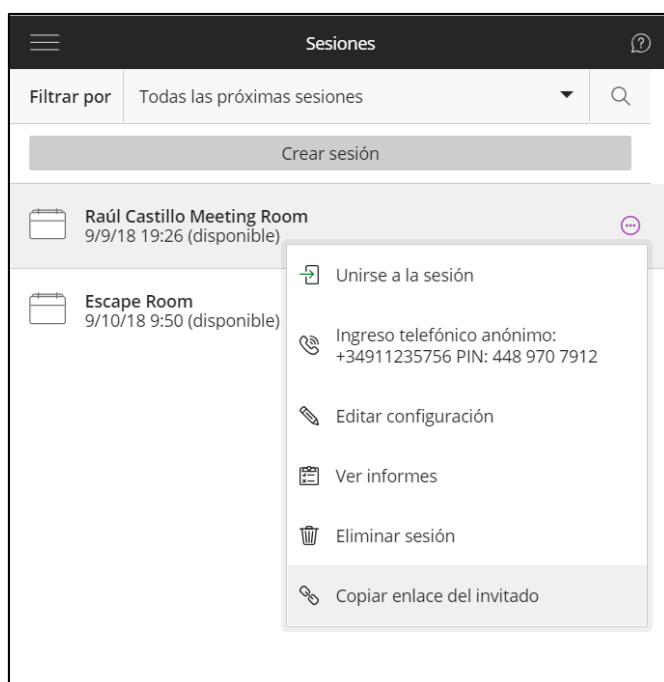 Sesiones
Filtrar por
Todas las próximas sesiones
Crear sesión
Raúl Castillo Meeting Room
9/9/18 19:26 (disponible)
Escape Room
9/10/18 9:50 (disponible)
Unirse a la sesión
Ingreso telefónico anónimo:
+34911235756 PIN: 448 970 7912
Editar configuración
Ver informes
Eliminar sesión
Copiar enlace del invitado